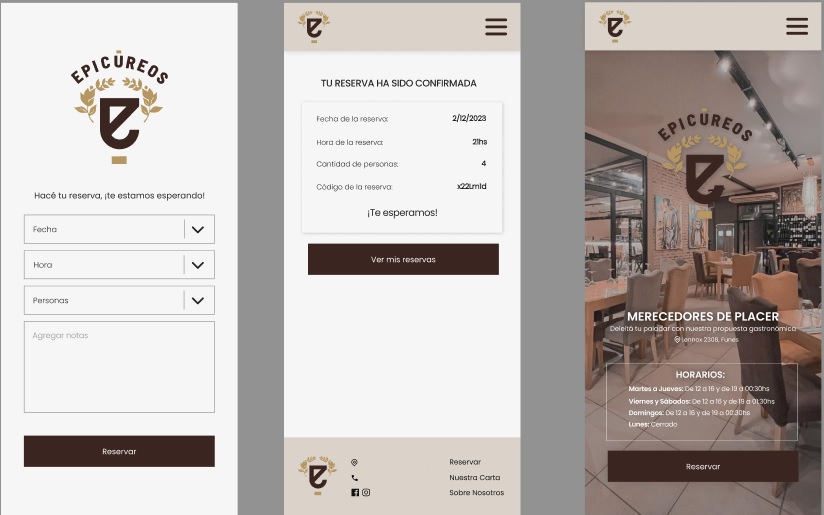 EPICÚREOS
Hacé tu reserva, ¡te estamos esperando!
Fecha
Hora
Personas
Agregar notas
Reservar
TU RESERVA HA SIDO CONFIRMADA
Fecha de la reserva: 2/12/2023
Hora de la reserva: 21hs
Cantidad de personas: 4
Código de la reserva: x22Lmld
¡Te esperamos!
Ver mis reservas
Reservar
Nuestra Carta
Sobre Nosotros
EPICÚREOS
MERECEDORES DE PLACER
Deleitá tu paladar con nuestra propuesta gastronómica
Lennox 2308, Funes
HORARIOS:
Martes a Jueves: De 12 a 16 y de 19 a 00:30hs
Viernes y Sábados: De 12 a 16 y de 19 a 01:30hs
Domingos: De 12 a 16 y de 19 a 00:30hs
Lunes: Cerrado
Reservar